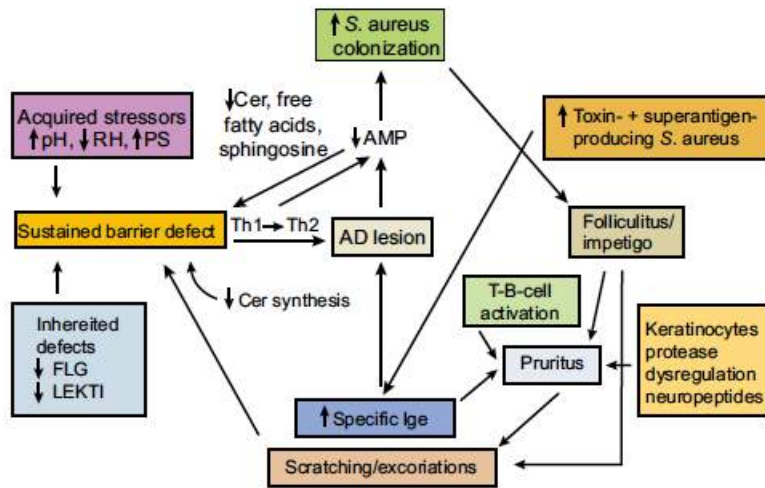 ↑ S. aureus
colonization
↓Cer, free
fatty acids,
sphingosine
↓ AMP
Acquired stressors
↑pH, ↓RH, ↑PS
↑ Toxin- + superantigen-
producing S. aureus
Sustained barrier defect
Th1→Th2
AD lesion
Folliculitus/
impetigo
↓ Cer synthesis
T-B-cell
activation
Inhereited
defects
↓ FLG
↓ LEKTI
Pruritus
Keratinocytes
protease
dysregulation
neuropeptides
↑ Specific Ige
Scratching/excoriations